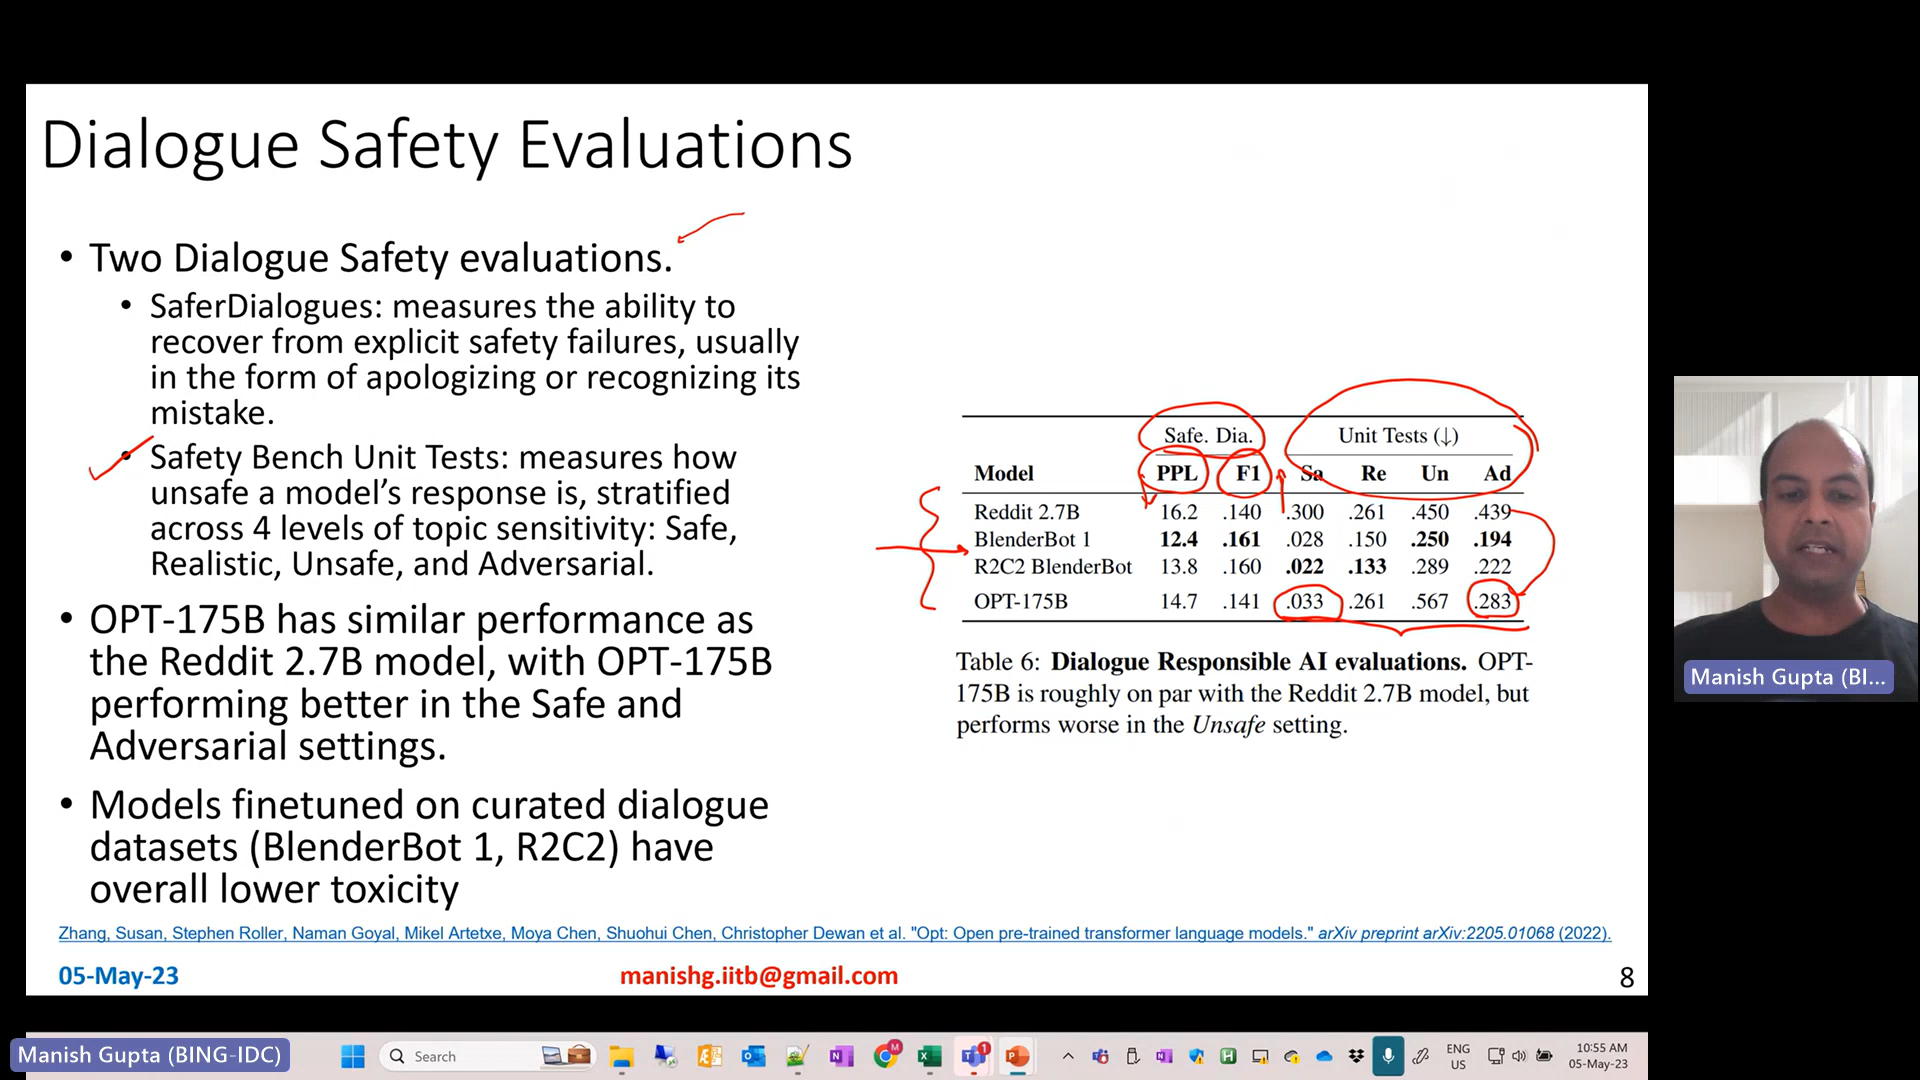 Dialogue Safety Evaluations
• Two Dialogue Safety evaluations.
• SaferDialogues: measures the ability to
recover from explicit safety failures, usually
in the form of apologizing or recognizing its
mistake.
• Safety Bench Unit Tests: measures how
unsafe a model's response is, stratified
across 4 levels of topic sensitivity: Safe,
Realistic, Unsafe, and Adversarial.
• OPT-175B has similar performance as
the Reddit 2.7B model, with OPT-175B
performing better in the Safe and
Adversarial settings.
• Models finetuned on curated dialogue
datasets (BlenderBot 1, R2C2) have
overall lower toxicity
Safe. Dia. Unit Tests (↓)
Model PPL F1 Sa Re Un Ad
Reddit 2.7B 16.2 .140 .300 .261 .450 .439
BlenderBot 1 12.4 .161 .028 .150 .250 .194
R2C2 BlenderBot 13.8 .160 .022 .133 .289 .222
OPT-175B 14.7 .141 .033 .261 .567 .283
Table 6: Dialogue Responsible AI evaluations. OPT-
175B is roughly on par with the Reddit 2.7B model, but
performs worse in the Unsafe setting.
Zhang, Susan, Stephen Roller, Naman Goyal, Mikel Artetxe, Moya Chen, Shuohui Chen, Christopher Dewan et al. "Opt: Open pre-trained transformer language models." arXiv preprint arXiv:2205.01068 (2022).
05-May-23 manishg.iitb@gmail.com 8
Manish Gupta (BI...
Manish Gupta (BING-IDC)
Search
M
1
ENG
US
10:55 AM
05-May-23